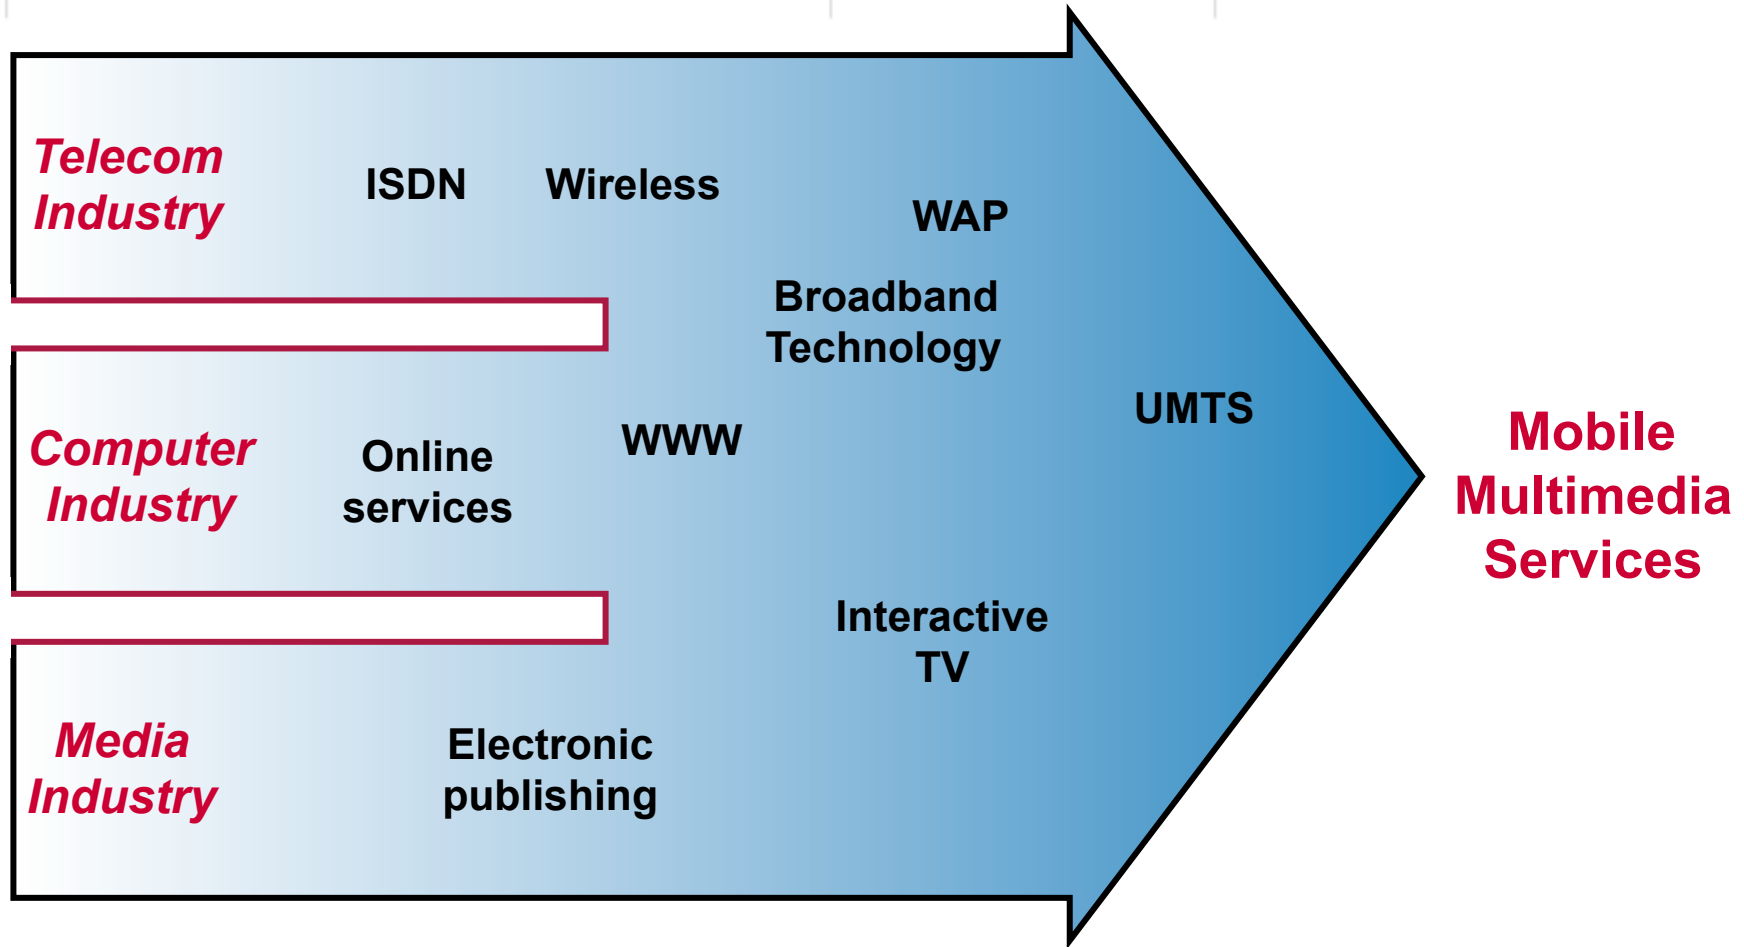 Telecom
Industry
ISDN
Wireless
WAP
Broadband
Technology
Computer
Industry
Online
services
WWW
UMTS
Mobile
Multimedia
Services
Interactive
TV
Media
Industry
Electronic
publishing